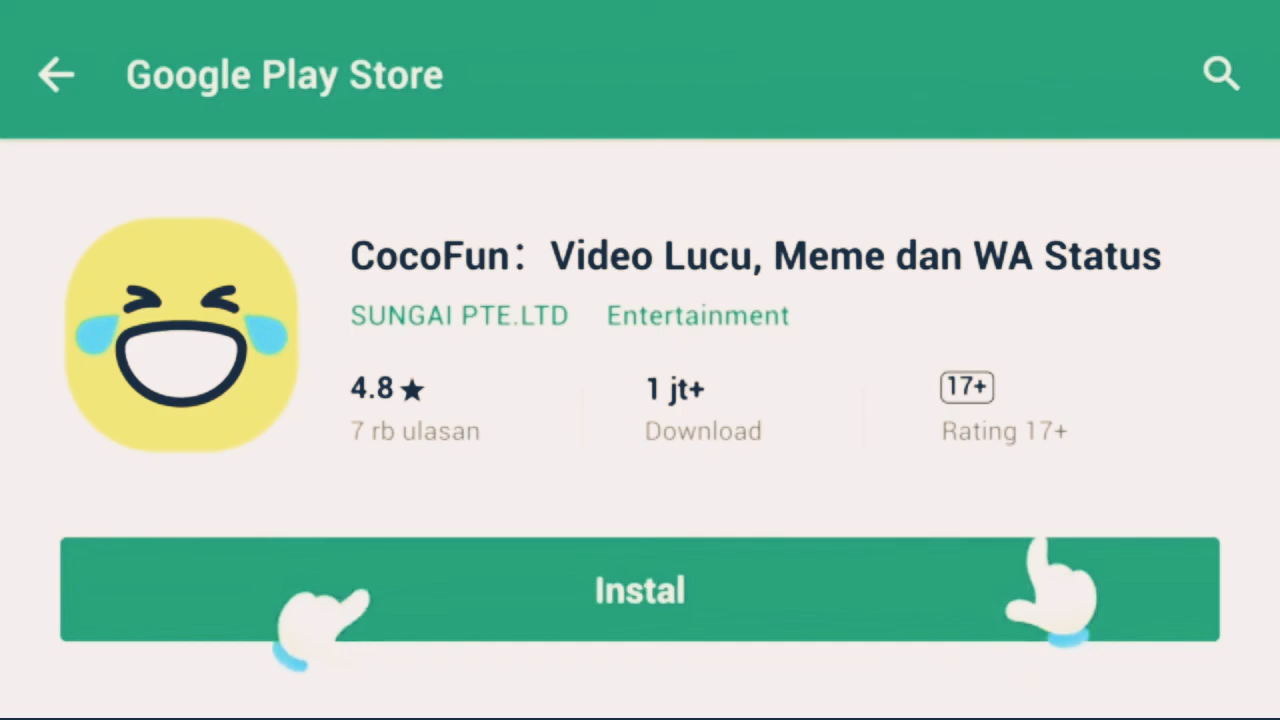 Google Play Store
CocoFun： Video Lucu, Meme dan WA Status
SUNGAI PTE.LTD Entertainment
4.8★ 1 jt+ 17+
7 rb ulasan Download Rating 17+
Instal